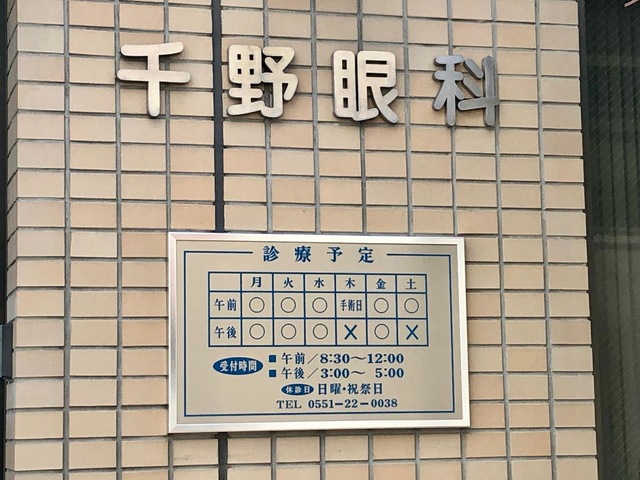 千野眼科
診療予定
月 火 水 木 金 土
午前 ○ ○ ○ 手術日 ○ ○
午後 ○ ○ ○ × ○ ×
受付時間 ■ 午前/8:30～12:00
■ 午後/3:00～ 5:00
休診日 日曜・祝祭日
TEL 0551-22-0038